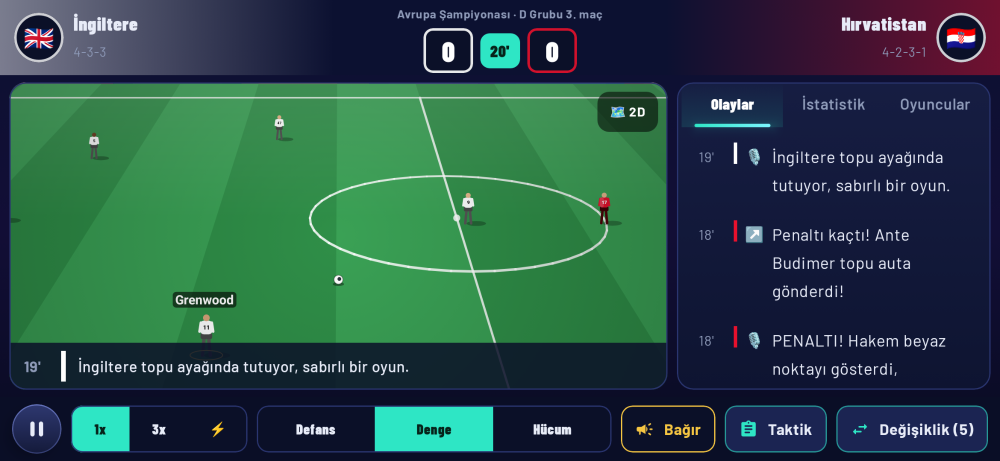 İngiltere
4-3-3
Avrupa Şampiyonası · D Grubu 3. maç
0
20'
0
Hırvatistan
4-2-3-1
2D
Grenwood
11
9
17
19' İngiltere topu ayağında tutuyor, sabırlı bir oyun.
Olaylar
İstatistik
Oyuncular
19' İngiltere topu ayağında
tutuyor, sabırlı bir oyun.
18' Penaltı kaçtı! Ante
Budimer topu auta
gönderdi!
18' PENALTI! Hakem beyaz
noktayı gösterdi,
1x
3x
Defans
Denge
Hücum
Bağır
Taktik
Değişiklik (5)